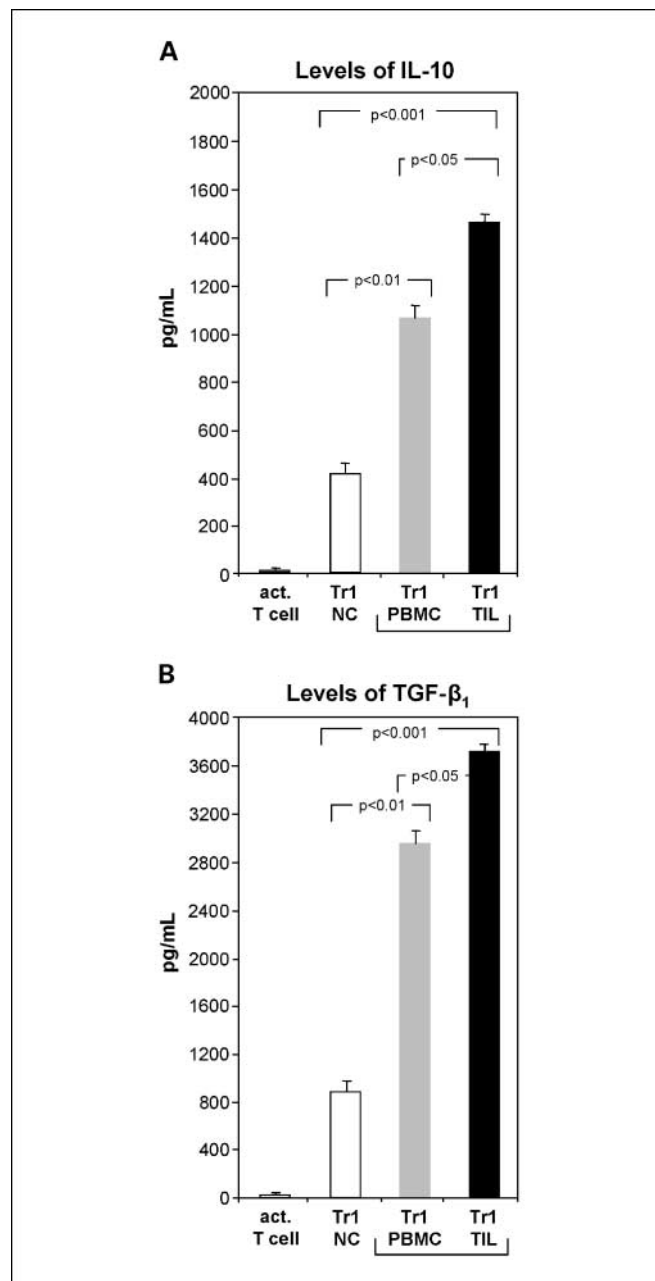 A
Levels of IL-10
2000
1800
1600
1400
1200
1000
800
600
400
200
0
pg/mL
p<0.001
p<0.05
p<0.01
act. Tr1 Tr1 Tr1
T cell NC PBMC TIL
B
Levels of TGF-β₁
4000
3600
3200
2800
2400
2000
1600
1200
800
400
0
pg/mL
p<0.001
p<0.05
p<0.01
act. Tr1 Tr1 Tr1
T cell NC PBMC TIL